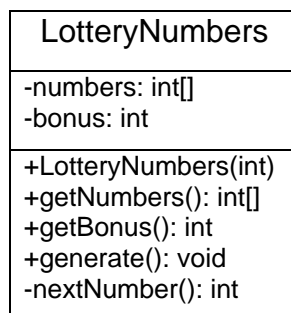 LotteryNumbers
-numbers: int[]
-bonus: int
+LotteryNumbers(int)
+getNumbers(): int[]
+getBonus(): int
+generate(): void
-nextNumber(): int